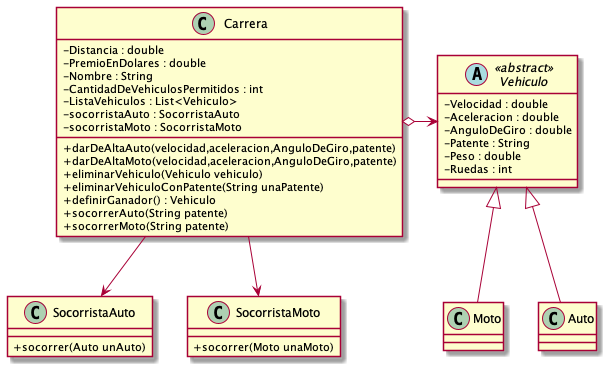 C Carrera
-Distancia : double
-PremioEnDolares : double
-Nombre : String
-CantidadDeVehiculosPermitidos : int
-ListaVehiculos : List<Vehiculo>
-socorristaAuto : SocorristaAuto
-socorristaMoto : SocorristaMoto
+darDeAltaAuto(velocidad,aceleracion,AnguloDeGiro,patente)
+darDeAltaMoto(velocidad,aceleracion,AnguloDeGiro,patente)
+eliminarVehiculo(Vehiculo vehiculo)
+eliminarVehiculoConPatente(String unaPatente)
+definirGanador() : Vehiculo
+socorrerAuto(String patente)
+socorrerMoto(String patente)
A «abstract»
Vehiculo
-Velocidad : double
-Aceleracion : double
-AnguloDeGiro : double
-Patente : String
-Peso : double
-Ruedas : int
C SocorristaAuto
+socorrer(Auto unAuto)
C SocorristaMoto
+socorrer(Moto unaMoto)
C Moto
C Auto